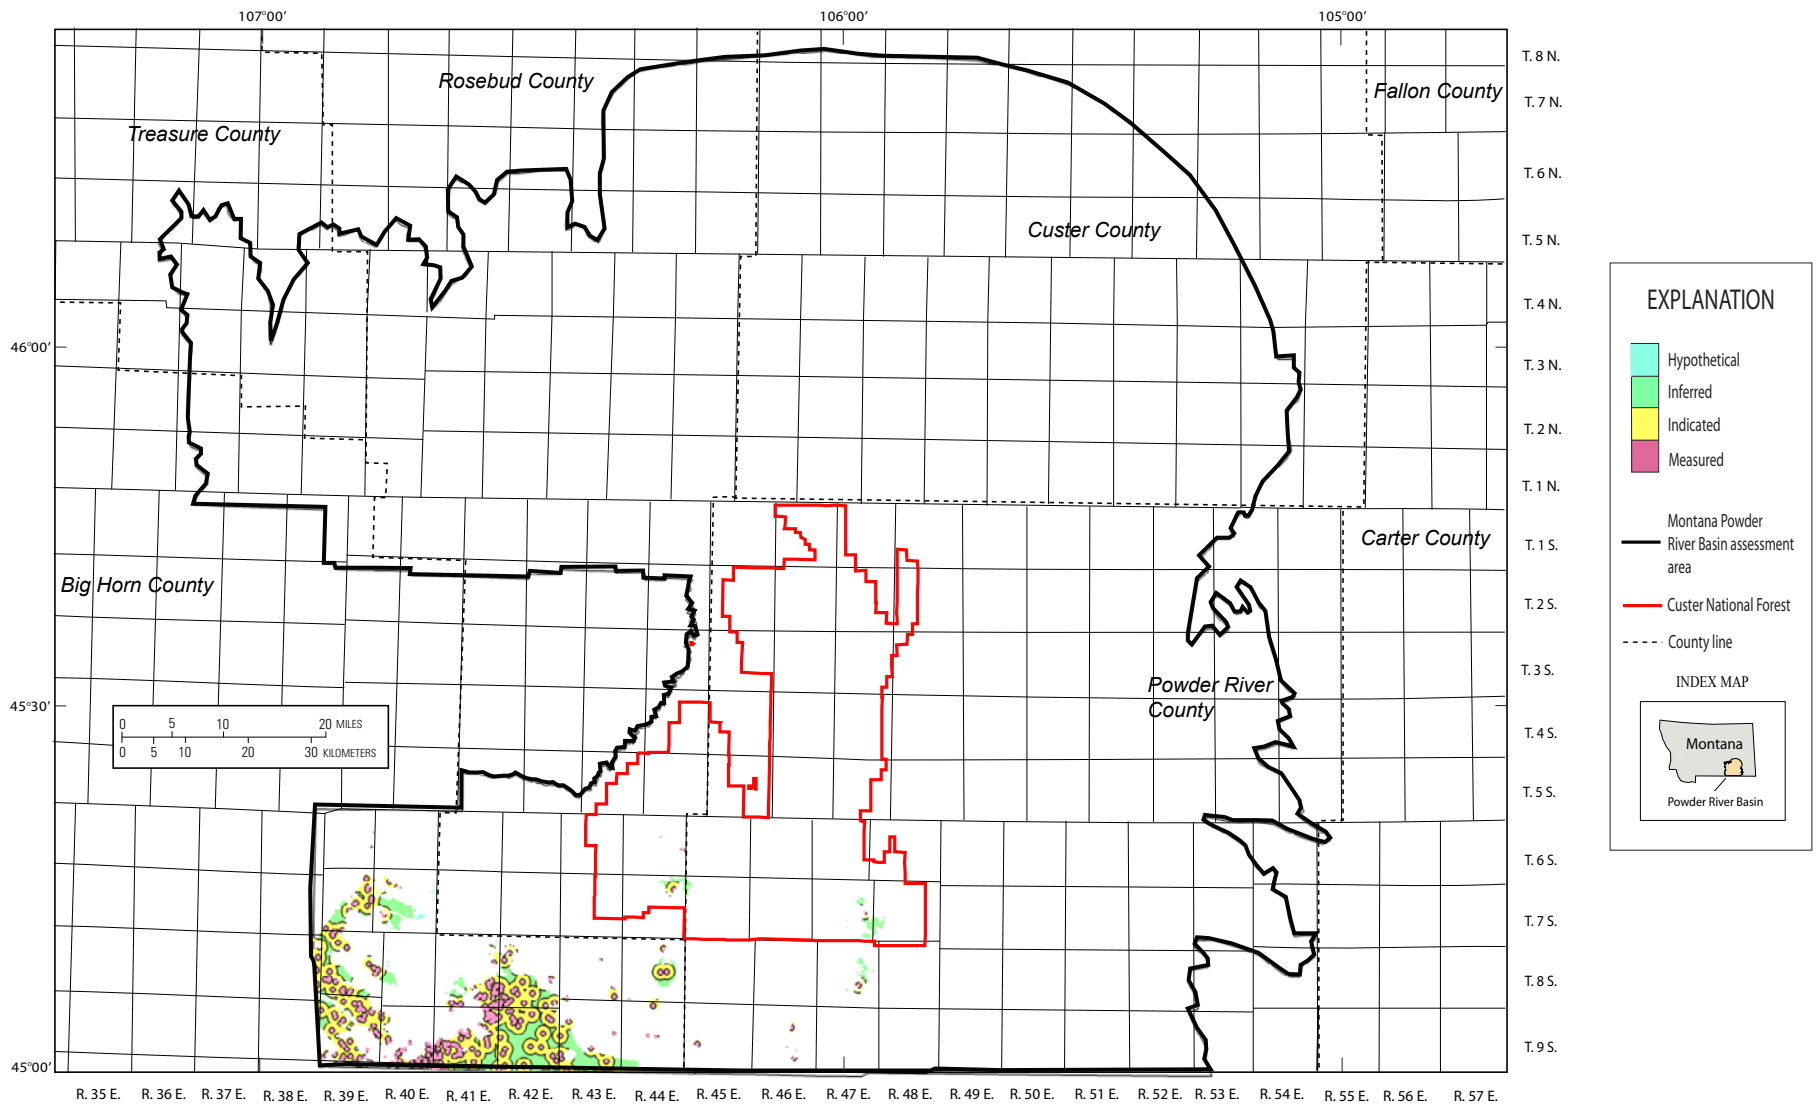 107°00'
106°00'
105°00'
T. 8 N.
Rosebud County
Fallon County
T. 7 N.
Treasure County
T. 6 N.
Custer County
T. 5 N.
T. 4 N.
46°00'
T. 3 N.
T. 2 N.
T. 1 N.
Carter County
T. 1 S.
Big Horn County
T. 2 S.
T. 3 S.
Powder River
County
45°30'
0 5 10 20 MILES
0 5 10 20 30 KILOMETERS
T. 4 S.
T. 5 S.
T. 6 S.
T. 7 S.
T. 8 S.
T. 9 S.
45°00'
R. 35 E. R. 36 E. R. 37 E. R. 38 E. R. 39 E. R. 40 E. R. 41 E. R. 42 E. R. 43 E. R. 44 E. R. 45 E. R. 46 E. R. 47 E. R. 48 E. R. 49 E. R. 50 E. R. 51 E. R. 52 E. R. 53 E. R. 54 E. R. 55 E. R. 56 E. R. 57 E.
EXPLANATION
Hypothetical
Inferred
Indicated
Measured
Montana Powder
River Basin assessment
area
Custer National Forest
County line
INDEX MAP
Montana
Powder River Basin